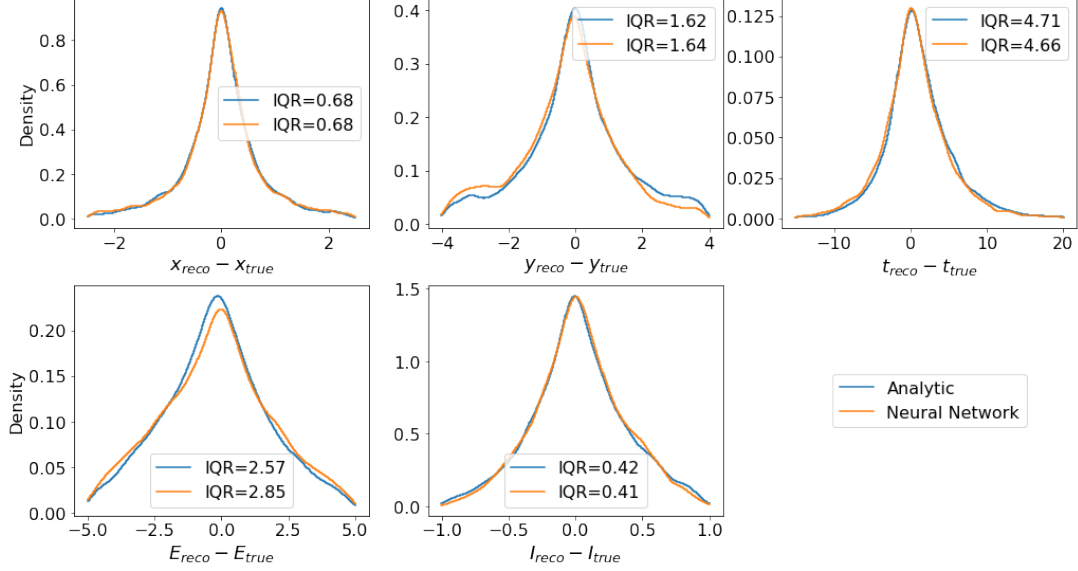 IQR=0.68
IQR=0.68
Density
0.8
0.6
0.4
0.2
0.0
−2
0
2
x_reco − x_true
IQR=1.62
IQR=1.64
0.4
0.3
0.2
0.1
0.0
−4
−2
0
2
4
y_reco − y_true
IQR=4.71
IQR=4.66
0.125
0.100
0.075
0.050
0.025
0.000
−10
0
10
20
t_reco − t_true
Density
0.20
0.15
0.10
0.05
0.00
IQR=2.57
IQR=2.85
−5.0
−2.5
0.0
2.5
5.0
E_reco − E_true
1.5
1.0
0.5
0.0
IQR=0.42
IQR=0.41
−1.0
−0.5
0.0
0.5
1.0
I_reco − I_true
Analytic
Neural Network